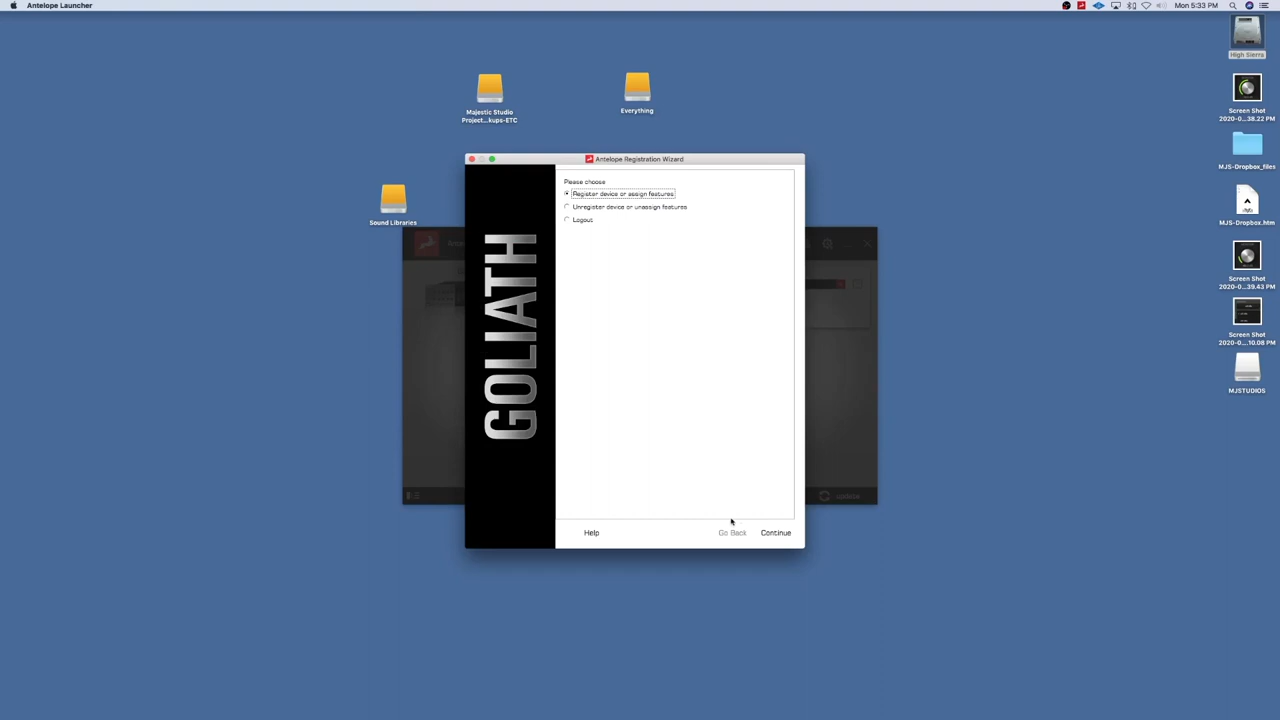 Antelope Launcher
Mon 5:33 PM
High Sierra
Majestic Studio
Project...kups-ETC
Everything
Screen Shot
2020-0....38.22 PM
Antelope Registration Wizard
Please choose
Register device or assign features
Unregister device or unassign features
Logout
MJS-Dropbox_files
Sound Libraries
MJS-Dropbox.htm
GOLIATH
Screen Shot
2020-0....39.43 PM
Screen Shot
2020-0....10.08 PM
MJSTUDIOS
update
Help
Go Back
Continue